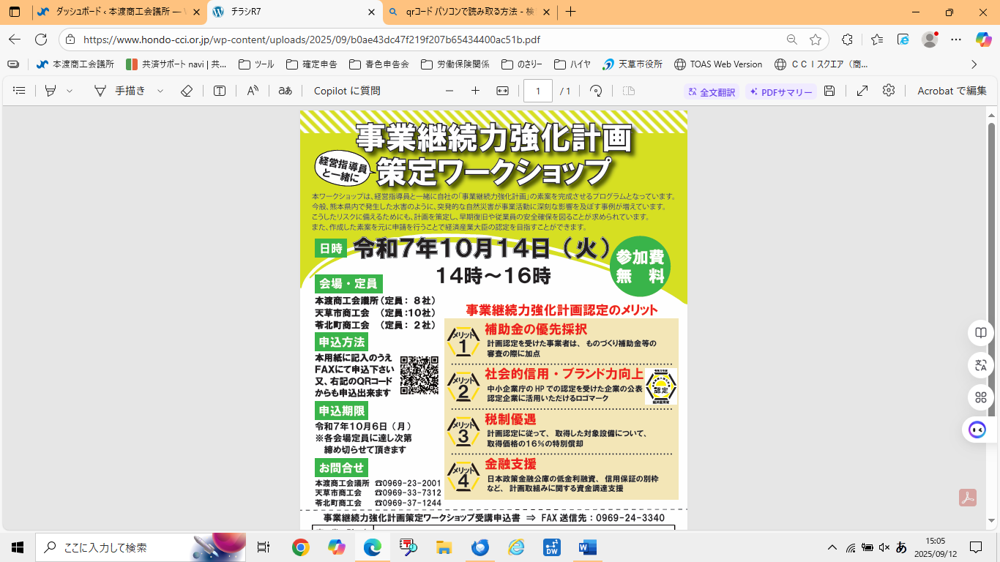 ダッシュボード ‹ 本渡商工会議所 — W
チラシR7
qrコード パソコンで読み取る方法 - 検
https://www.hondo-cci.or.jp/wp-content/uploads/2025/09/b0ae43dc47f219f207b65434400ac51b.pdf
本渡商工会議所
共済サポート navi | 共...
ツール
確定申告
青色申告会
労働保険関係
のさりー
ハイヤ
天草市役所
TOAS Web Version
ＣＣＩスクエア（商...
手描き
Copilot に質問
1 / 1
全文翻訳
PDFサマリー
Acrobat で編集
事業継続力強化計画
経営指導員
と一緒に
策定ワークショップ
本ワークショップは、経営指導員と一緒に自社の「事業継続力強化計画」の素案を完成させるプログラムとなっています。
今般、熊本県内で発生した水害のように、突発的な自然災害が事業活動に深刻な影響を及ぼす事例が増えています。
こうしたリスクに備えるためにも、計画を策定し、早期復旧や従業員の安全確保を図ることが求められています。
また、作成した素案を元に申請を行うことで経済産業大臣の認定を目指すことができます。
日時
令和7年10月14日（火）
14時～16時
参加費
無　料
会場・定員
本渡商工会議所（定員： 8社）
天草市商工会　（定員：10社）
苓北町商工会　（定員： 2社）
申込方法
本用紙に記入のうえ
FAXにて申込下さい
又、右記のQRコード
からも申込出来ます
申込期限
令和7年10月6日（月）
※各会場定員に達し次第
締め切らせて頂きます
お問合せ
本渡商工会議所　☎0969-23-2001
天草市商工会　☎0969-33-7312
苓北町商工会　☎0969-37-1244
事業継続力強化計画認定のメリット
メリット
1
補助金の優先採択
計画認定を受けた事業者は、ものづくり補助金等の
審査の際に加点
メリット
2
社会的信用・ブランド力向上
中小企業庁の HP での認定を受けた企業の公表
認定企業に活用いただけるロゴマーク
認定
メリット
3
税制優遇
計画認定に従って、取得した対象設備について、
取得価格の16%の特別償却
メリット
4
金融支援
日本政策金融公庫の低金利融資、信用保証の別枠
など、計画取組みに関する資金調達支援
事業継続力強化計画策定ワークショップ受講申込書 ⇒ FAX 送信先：0969-24-3340
ここに入力して検索
DW
あ
15:05
2025/09/12